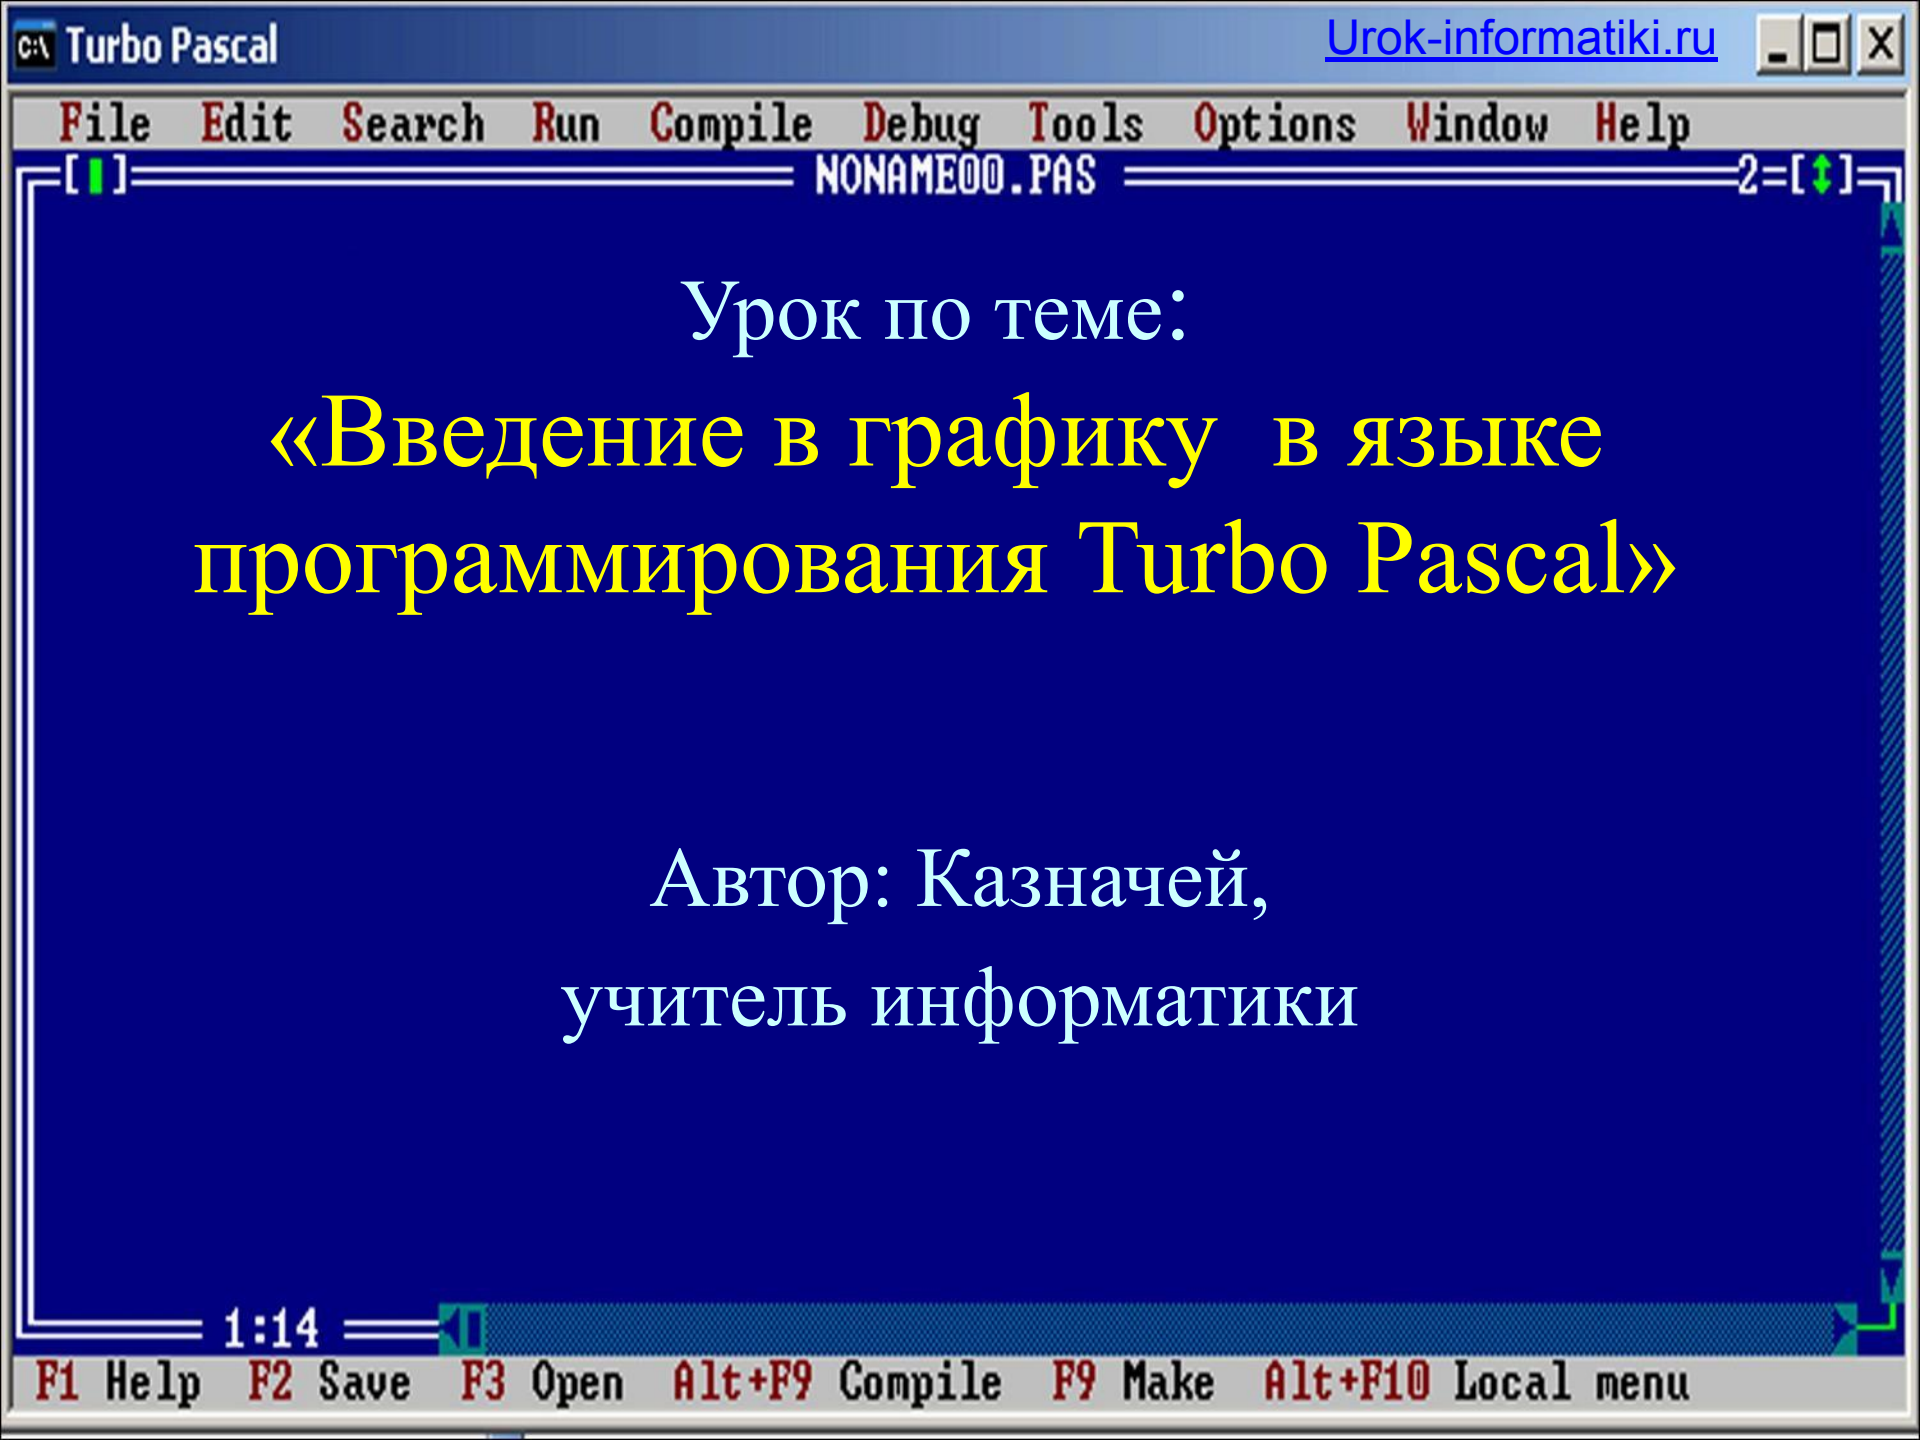 Turbo Pascal
Urok-informatiki.ru
File Edit Search Run Compile Debug Tools Options Window Help
NONAME00.PAS 2=[↕]
Урок по теме:
«Введение в графику в языке
программирования Turbo Pascal»
Автор: Казначей,
учитель информатики
1:14
F1 Help F2 Save F3 Open Alt+F9 Compile F9 Make Alt+F10 Local menu